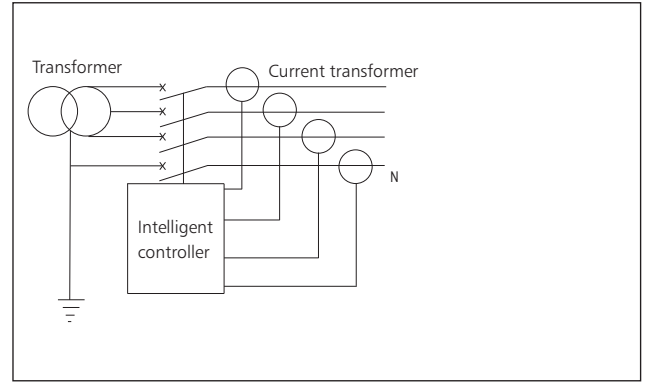 Transformer
Current transformer
N
Intelligent
controller